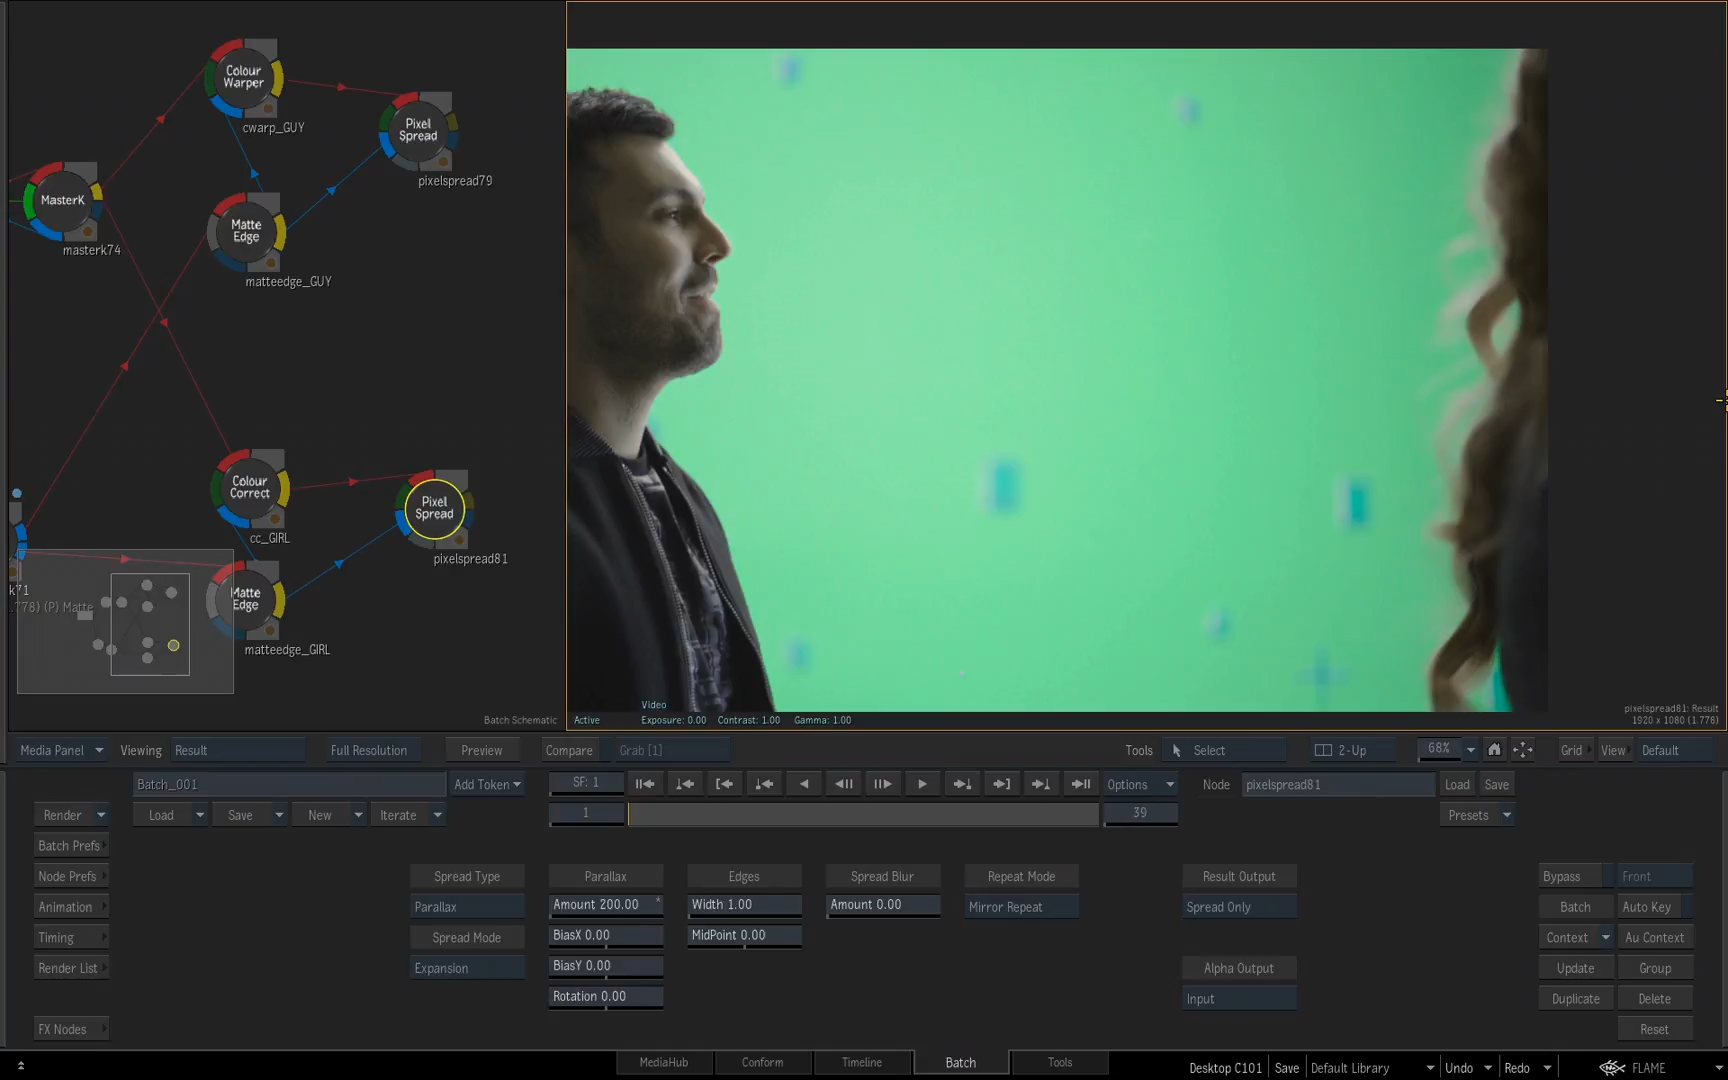 Colour
Warper
cwarp_GUY
Pixel
Spread
pixelspread79
MasterK
masterk74
Matte
Edge
matteedge_GUY
Colour
Correct
cc_GIRL
Pixel
Spread
pixelspread81
k71
.778) (P) Matte
Matte
Edge
matteedge_GIRL
Batch Schematic
Video
Active
Exposure: 0.00 Contrast: 1.00 Gamma: 1.00
pixelspread81: Result
1920 x 1080 (1.778)
Media Panel Viewing Result Full Resolution Preview Compare Grab [1] Tools Select 2-Up 68% Grid View Default
Batch_001 Add Token SF: 1 Options Node pixelspread81 Load Save
Render Load Save New Iterate 1 39 Presets
Batch Prefs
Node Prefs Spread Type Parallax Edges Spread Blur Repeat Mode Result Output Bypass Front
Animation Parallax Amount 200.00 * Width 1.00 Amount 0.00 Mirror Repeat Spread Only Batch Auto Key
Timing Spread Mode BiasX 0.00 MidPoint 0.00 Context Au Context
Render List Expansion BiasY 0.00 Alpha Output Update Group
Rotation 0.00 Input Duplicate Delete
FX Nodes Reset
MediaHub Conform Timeline Batch Tools Desktop C101 Save Default Library Undo Redo FLAME